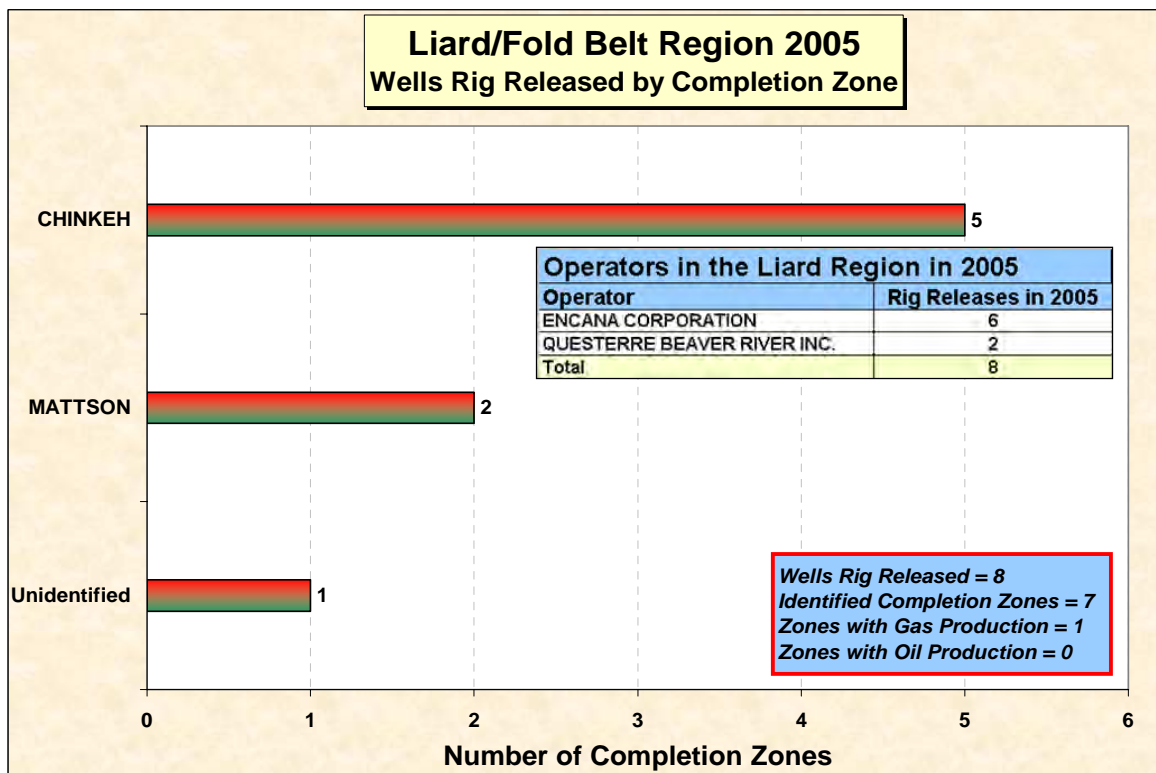 Liard/Fold Belt Region 2005
Wells Rig Released by Completion Zone
CHINKEH
5
Operators in the Liard Region in 2005
Operator Rig Releases in 2005
ENCANA CORPORATION 6
QUESTERRE BEAVER RIVER INC. 2
Total 8
MATTSON
2
Unidentified
1
Wells Rig Released = 8
Identified Completion Zones = 7
Zones with Gas Production = 1
Zones with Oil Production = 0
0 1 2 3 4 5 6
Number of Completion Zones